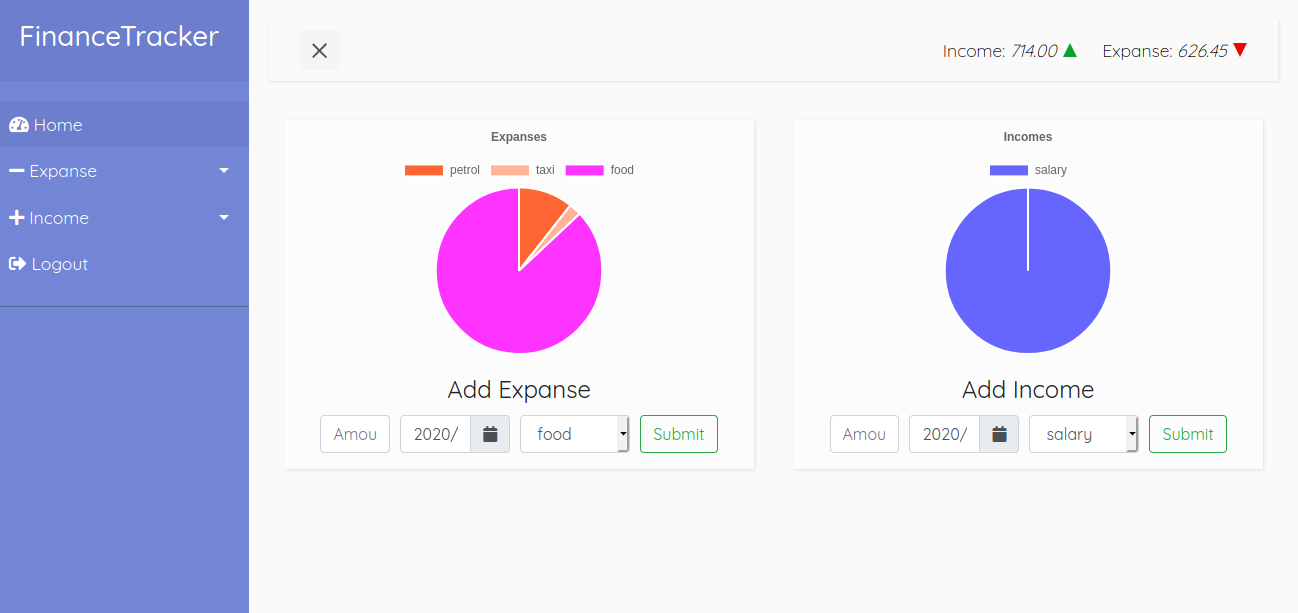 FinanceTracker
Home
Expanse
Income
Logout
Income: 714.00 Expanse: 626.45
Expanses
petrol taxi food
Add Expanse
Amou 2020/ food Submit
Incomes
salary
Add Income
Amou 2020/ salary Submit